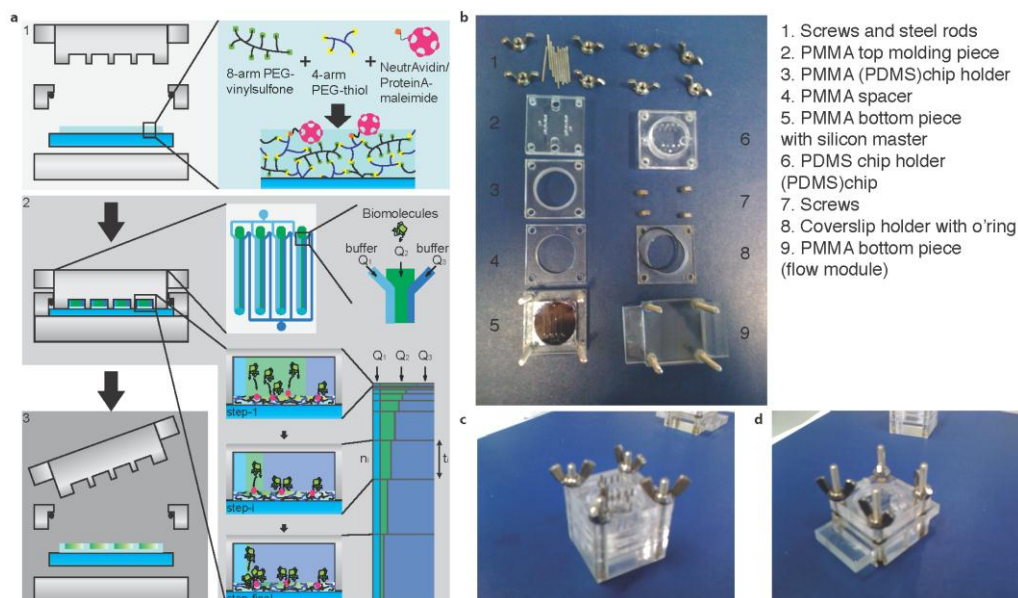 a
1
8-arm PEG-
vinylsulfone
+
4-arm
PEG-thiol
+
NeutrAvidin/
ProteinA-
maleimide
2
Biomolecules
buffer
Q1
Q2
buffer
Q3
Q1 Q2 Q3
step-1
step-i
ni
ti
3
b
1
2
3
4
5
6
7
8
9
1. Screws and steel rods
2. PMMA top molding piece
3. PMMA (PDMS)chip holder
4. PMMA spacer
5. PMMA bottom piece
with silicon master
6. PDMS chip holder
(PDMS)chip
7. Screws
8. Coverslip holder with o'ring
9. PMMA bottom piece
(flow module)
c
d